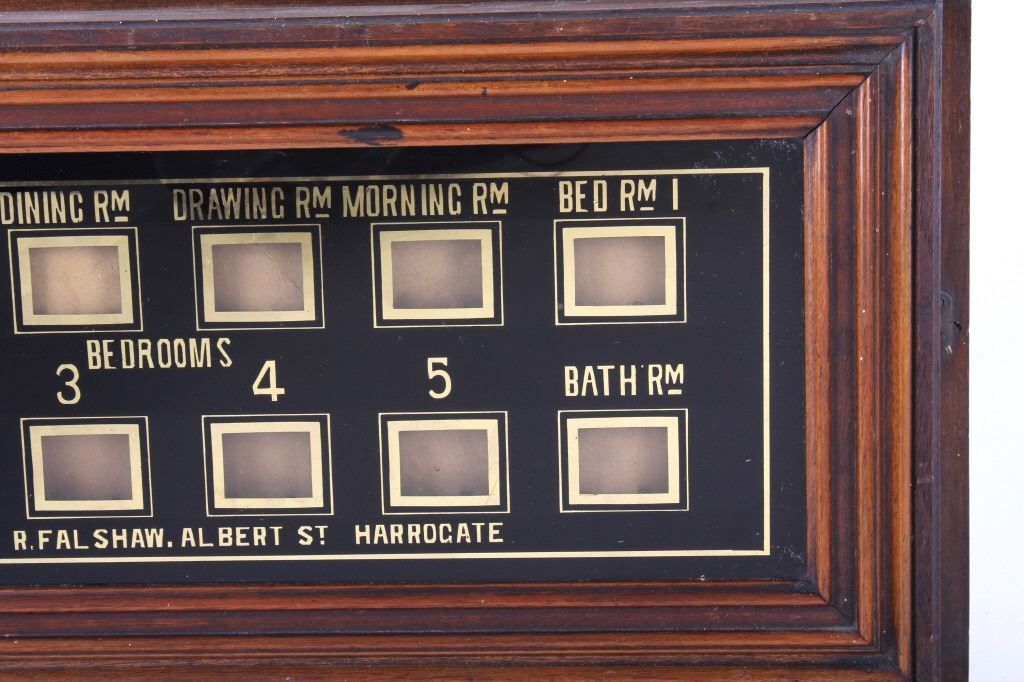 DINING RM DRAWING RM MORNING RM BED RM 1
BEDROOMS
3 4 5 BATH RM
R. FALSHAW. ALBERT ST HARROGATE